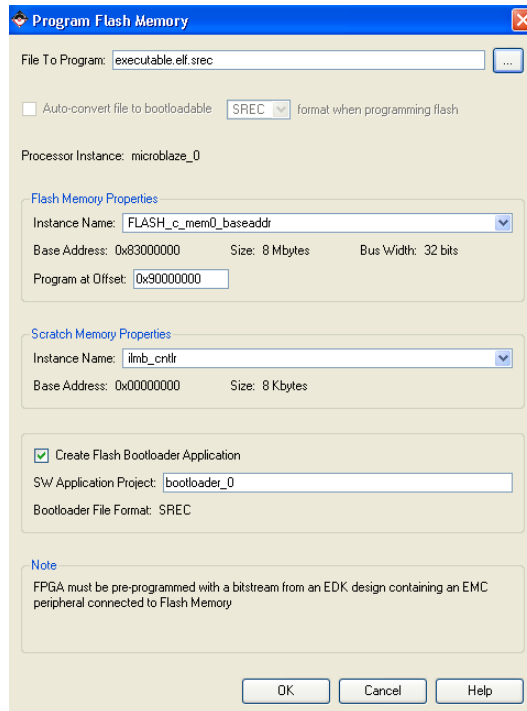 Program Flash Memory
File To Program: executable.elf.srec ...
Auto-convert file to bootloadable SREC format when programming flash
Processor Instance: microblaze_0
Flash Memory Properties
Instance Name: FLASH_c_mem0_baseaddr
Base Address: 0x83000000 Size: 8 Mbytes Bus Width: 32 bits
Program at Offset: 0x90000000
Scratch Memory Properties
Instance Name: ilmb_cntlr
Base Address: 0x00000000 Size: 8 Kbytes
Create Flash Bootloader Application
SW Application Project: bootloader_0
Bootloader File Format: SREC
Note
FPGA must be pre-programmed with a bitstream from an EDK design containing an EMC
peripheral connected to Flash Memory
OK Cancel Help